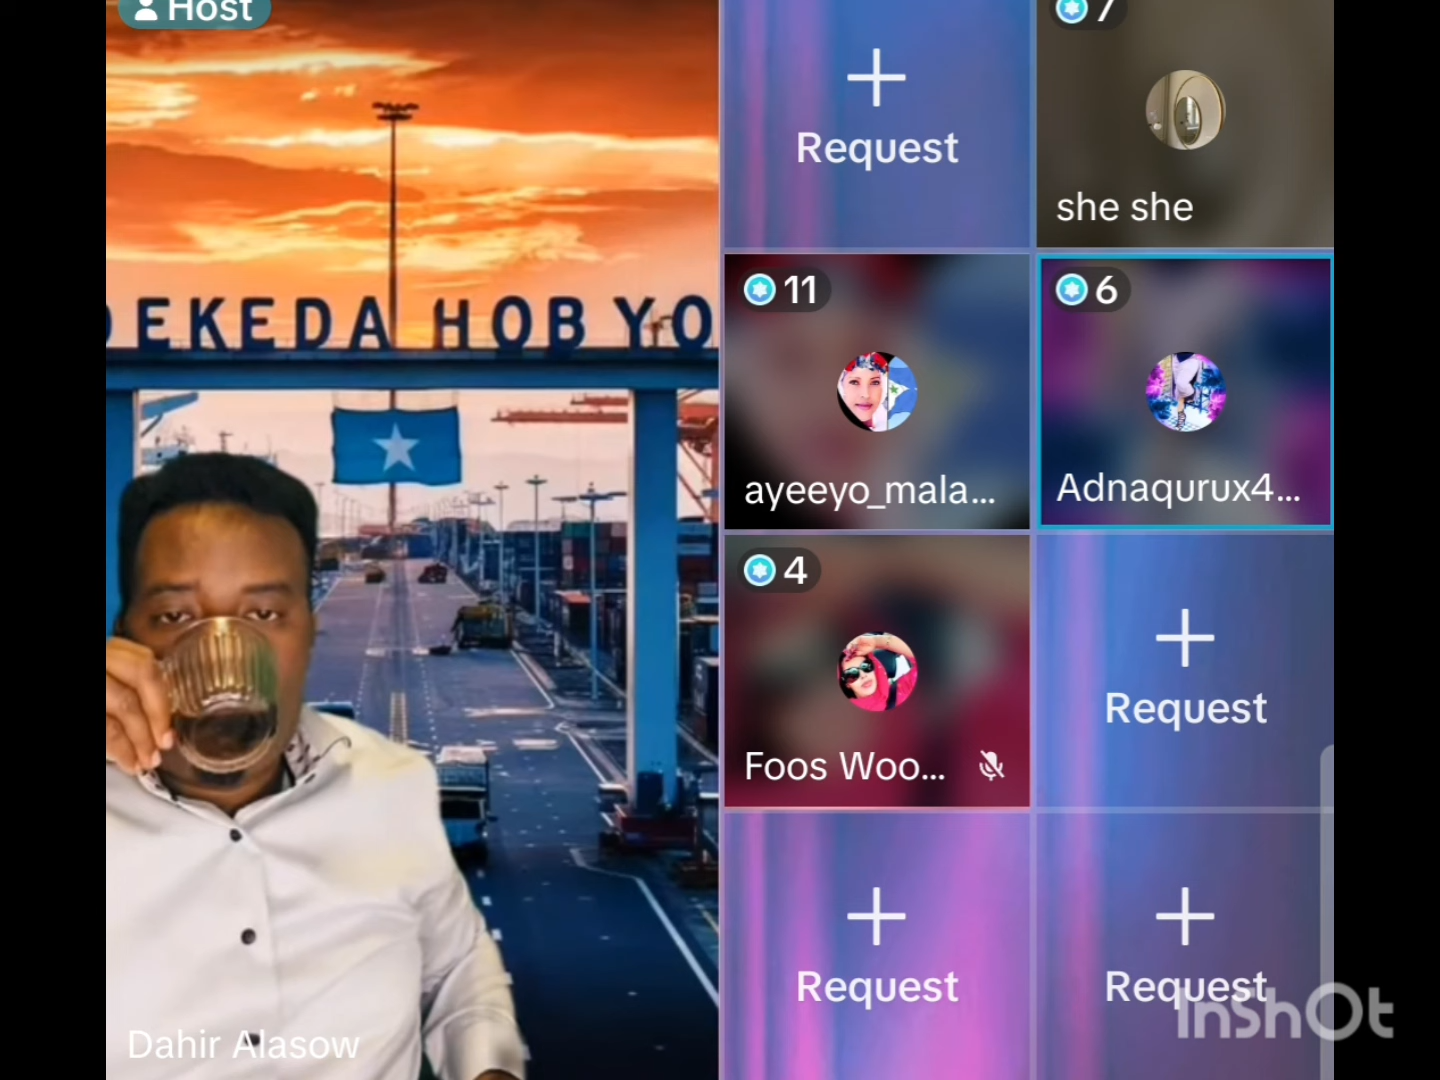 Host
7
Request
she she
11
6
DEKEDA HOBYO
ayeeyo_mala...
Adnaqurux4...
4
Foos Woo...
Request
Request
Request
Dahir Alasow
InShOt